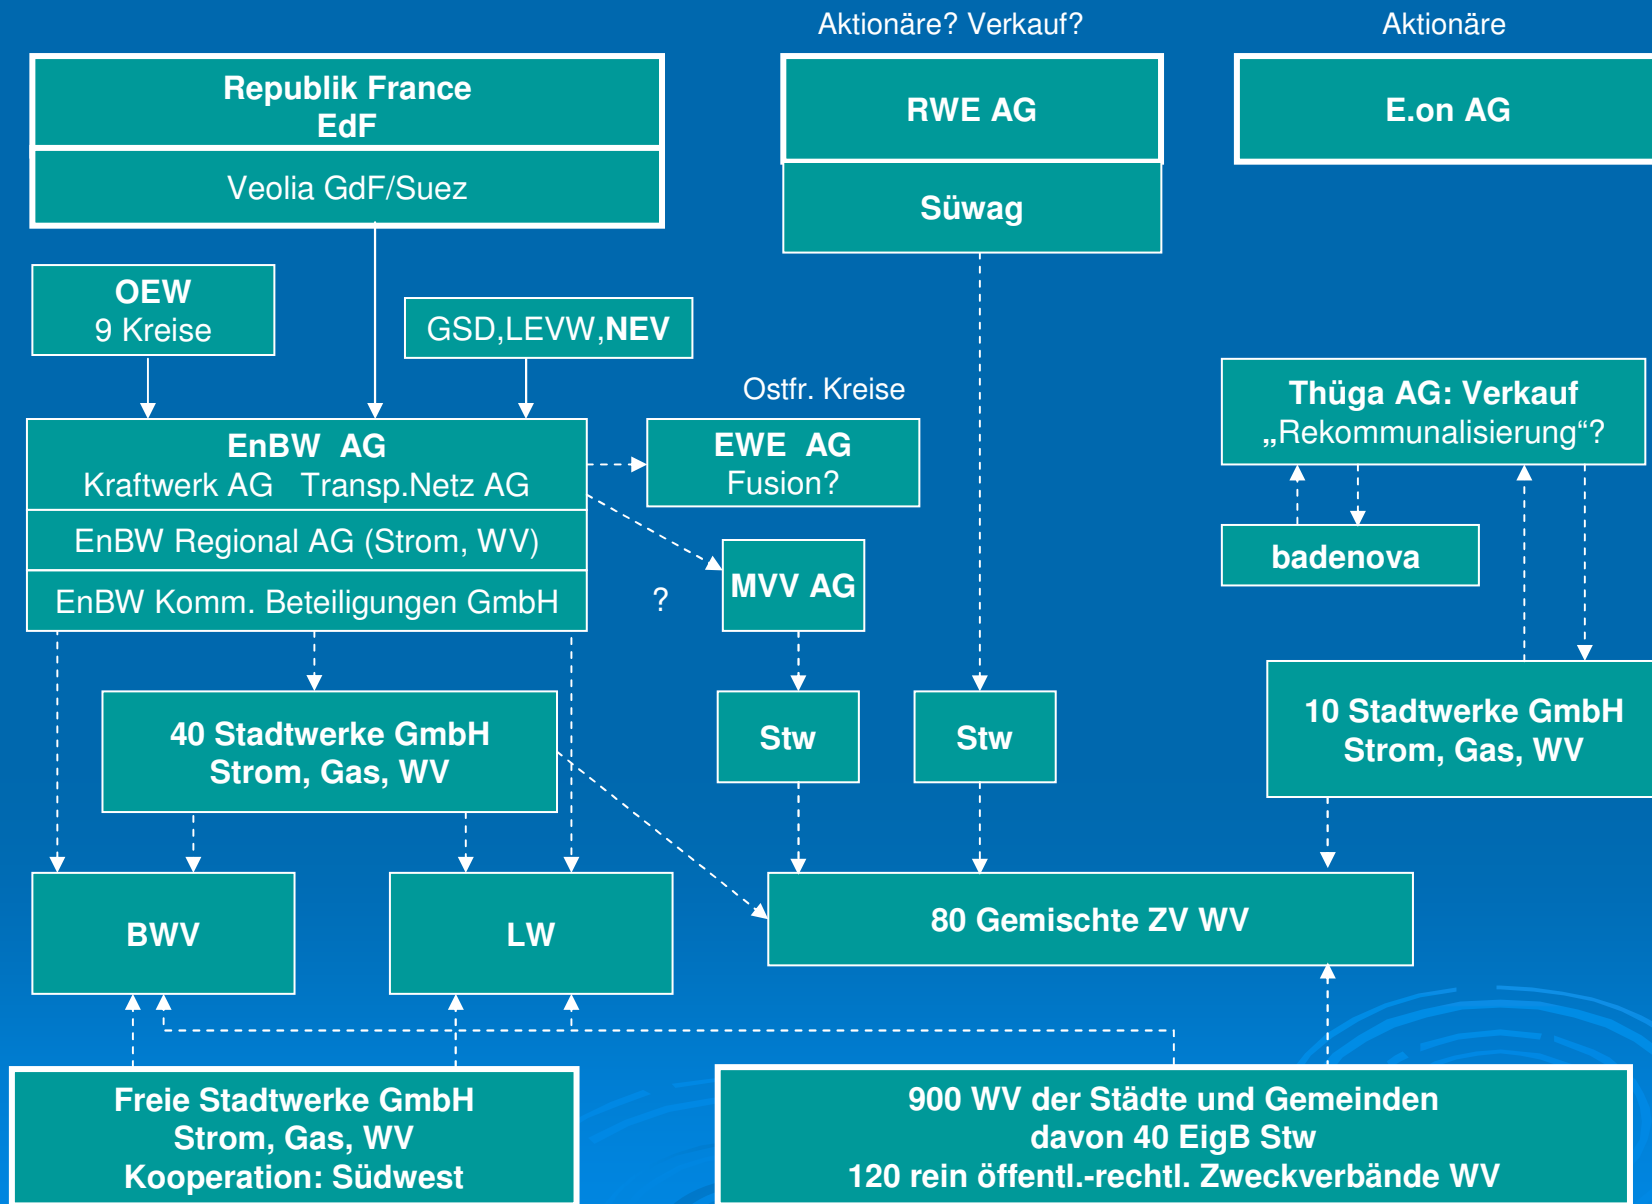 Aktionäre? Verkauf?
Aktionäre
Republik France
EdF
Veolia GdF/Suez
RWE AG
Süwag
E.on AG
OEW
9 Kreise
GSD,LEVW,NEV
Ostfr. Kreise
EnBW AG
Kraftwerk AG Transp.Netz AG
EnBW Regional AG (Strom, WV)
EnBW Komm. Beteiligungen GmbH
EWE AG
Fusion?
Thüga AG: Verkauf
„Rekommunalisierung“?
badenova
?
MVV AG
40 Stadtwerke GmbH
Strom, Gas, WV
Stw
Stw
10 Stadtwerke GmbH
Strom, Gas, WV
BWV
LW
80 Gemischte ZV WV
Freie Stadtwerke GmbH
Strom, Gas, WV
Kooperation: Südwest
900 WV der Städte und Gemeinden
davon 40 EigB Stw
120 rein öffentl.-rechtl. Zweckverbände WV